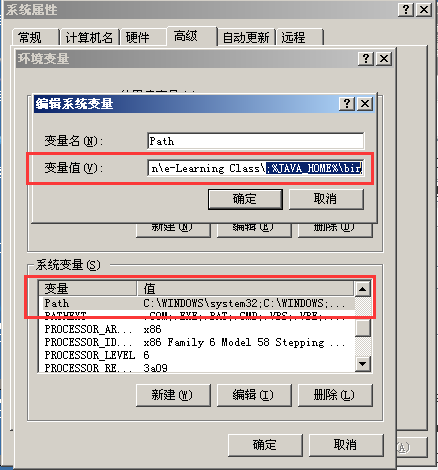 系统属性
常规 计算机名 硬件 高级 自动更新 远程
环境变量
编辑系统变量
变量名(N): Path
变量值(V): n\e-Learning Class\;%JAVA_HOME%\bin
确定 取消
新建(W) 编辑(E) 删除(D)
系统变量(S)
变量 值
Path C:\WINDOWS\system32;C:\WINDOWS;...
PATHEXT .COM;.EXE;.BAT;.CMD;.VBS;.VBE;...
PROCESSOR_AR... x86
PROCESSOR_ID... x86 Family 6 Model 58 Stepping ...
PROCESSOR_LEVEL 6
PROCESSOR_RE... 3a09
新建(W) 编辑(I) 删除(L)
确定 取消
(A)